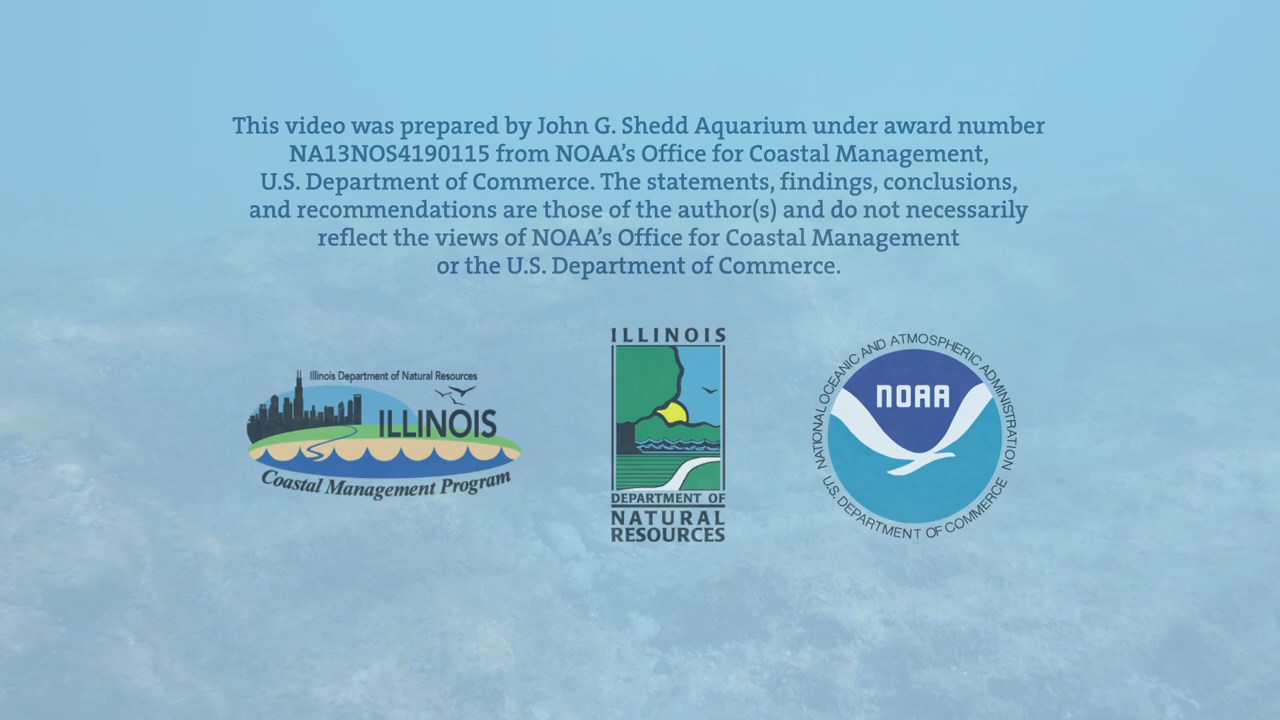 This video was prepared by John G. Shedd Aquarium under award number
NA13NOS4190115 from NOAA's Office for Coastal Management,
U.S. Department of Commerce. The statements, findings, conclusions,
and recommendations are those of the author(s) and do not necessarily
reflect the views of NOAA's Office for Coastal Management
or the U.S. Department of Commerce.
Illinois Department of Natural Resources
ILLINOIS
Coastal Management Program
ILLINOIS
DEPARTMENT OF
NATURAL
RESOURCES
NATIONAL OCEANIC AND ATMOSPHERIC ADMINISTRATION
NOAA
U.S. DEPARTMENT OF COMMERCE